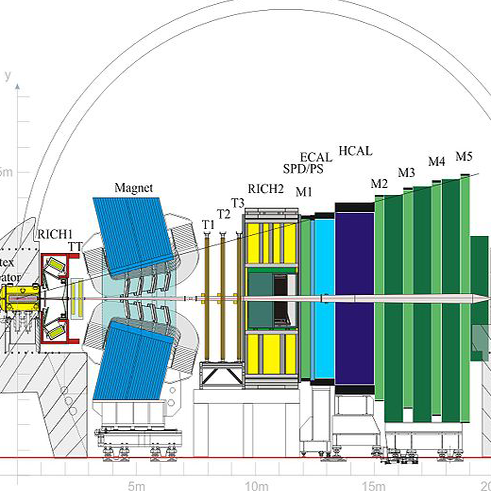 y
5m
Magnet
RICH1
TT
tex
ator
T1
T2
T3
RICH2
SPD/PS
ECAL
HCAL
M1
M2
M3
M4
M5
5m
10m
15m
20